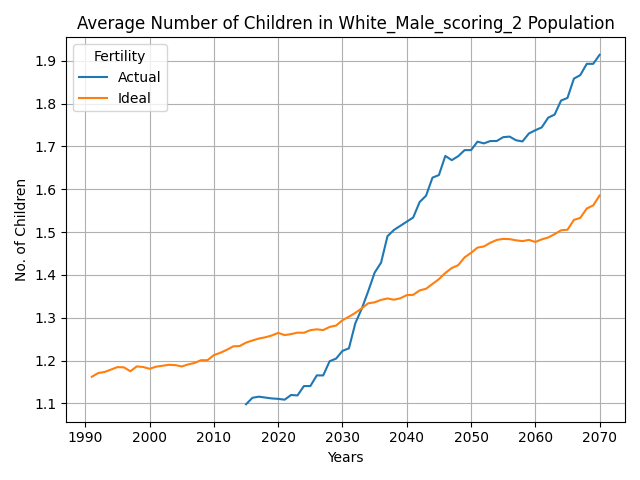 Average Number of Children in White_Male_scoring_2 Population
Fertility
Actual
Ideal
No. of Children
1.9
1.8
1.7
1.6
1.5
1.4
1.3
1.2
1.1
1990 2000 2010 2020 2030 2040 2050 2060 2070
Years